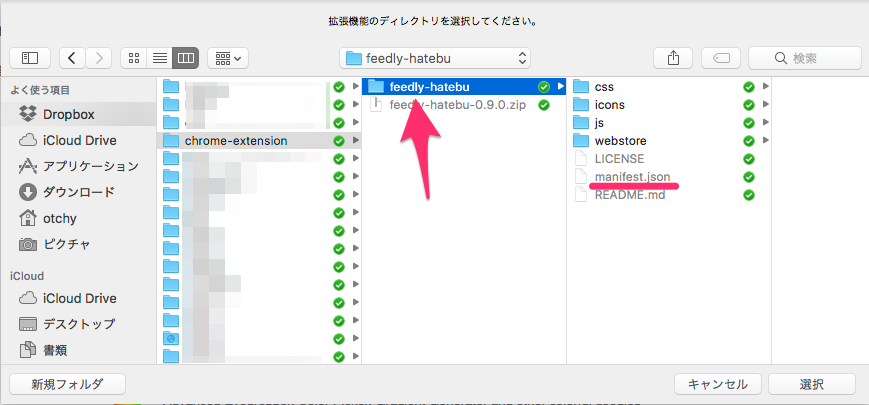 拡張機能のディレクトリを選択してください。
feedly-hatebu
検索
よく使う項目
Dropbox
iCloud Drive
アプリケーション
ダウンロード
otchy
ピクチャ
iCloud
iCloud Drive
デスクトップ
書類
chrome-extension
feedly-hatebu
feedly-hatebu-0.9.0.zip
css
icons
js
webstore
LICENSE
manifest.json
README.md
新規フォルダ
キャンセル
選択